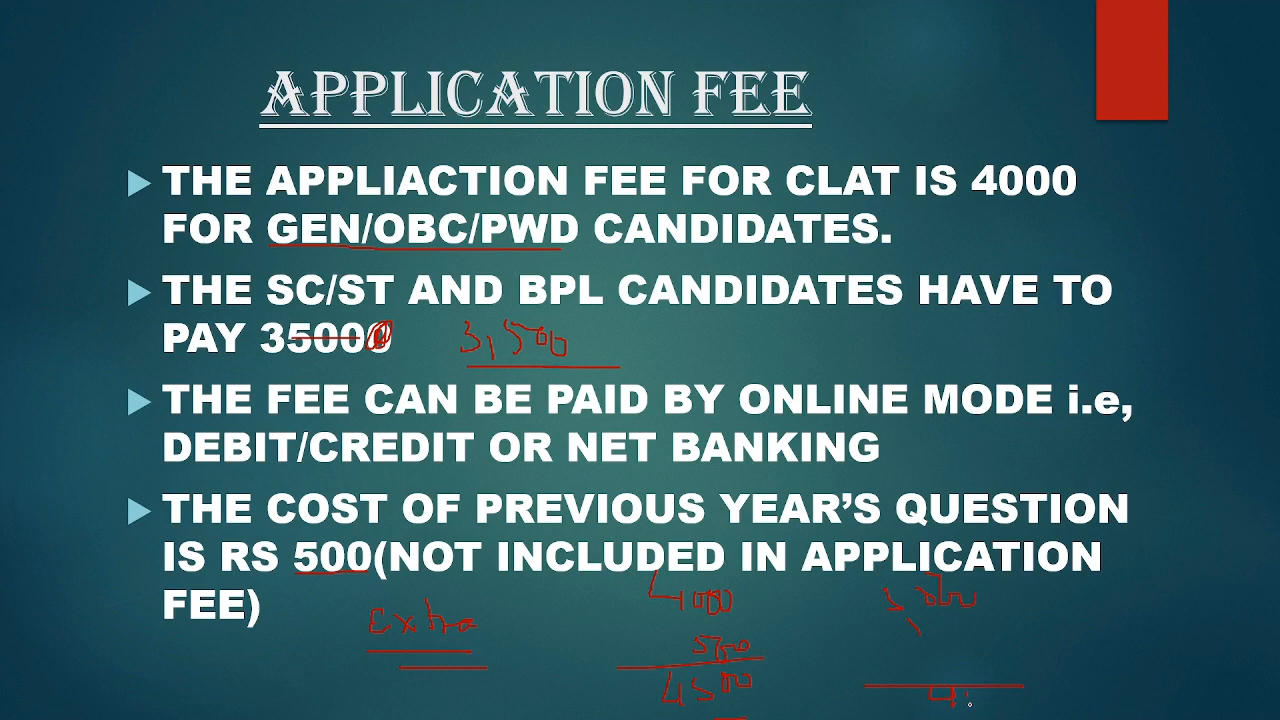 APPLICATION FEE
THE APPLIACTION FEE FOR CLAT IS 4000
FOR GEN/OBC/PWD CANDIDATES.
THE SC/ST AND BPL CANDIDATES HAVE TO
PAY 35000 3,500
THE FEE CAN BE PAID BY ONLINE MODE i.e,
DEBIT/CREDIT OR NET BANKING
THE COST OF PREVIOUS YEAR’S QUESTION
IS RS 500(NOT INCLUDED IN APPLICATION
FEE)
Extra
4000
500
4500